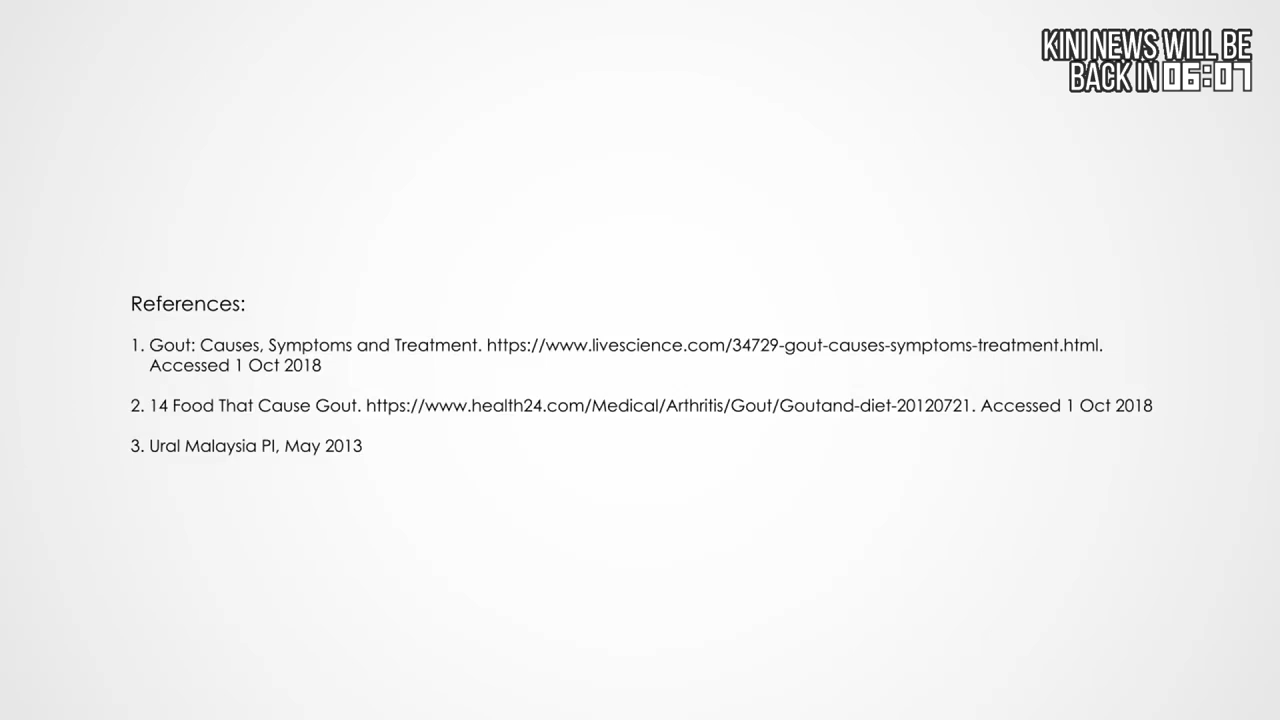 KINI NEWS WILL BE
BACK IN 06:07
References:
1. Gout: Causes, Symptoms and Treatment. https://www.livescience.com/34729-gout-causes-symptoms-treatment.html.
Accessed 1 Oct 2018
2. 14 Food That Cause Gout. https://www.health24.com/Medical/Arthritis/Gout/Goutand-diet-20120721. Accessed 1 Oct 2018
3. Ural Malaysia PI, May 2013